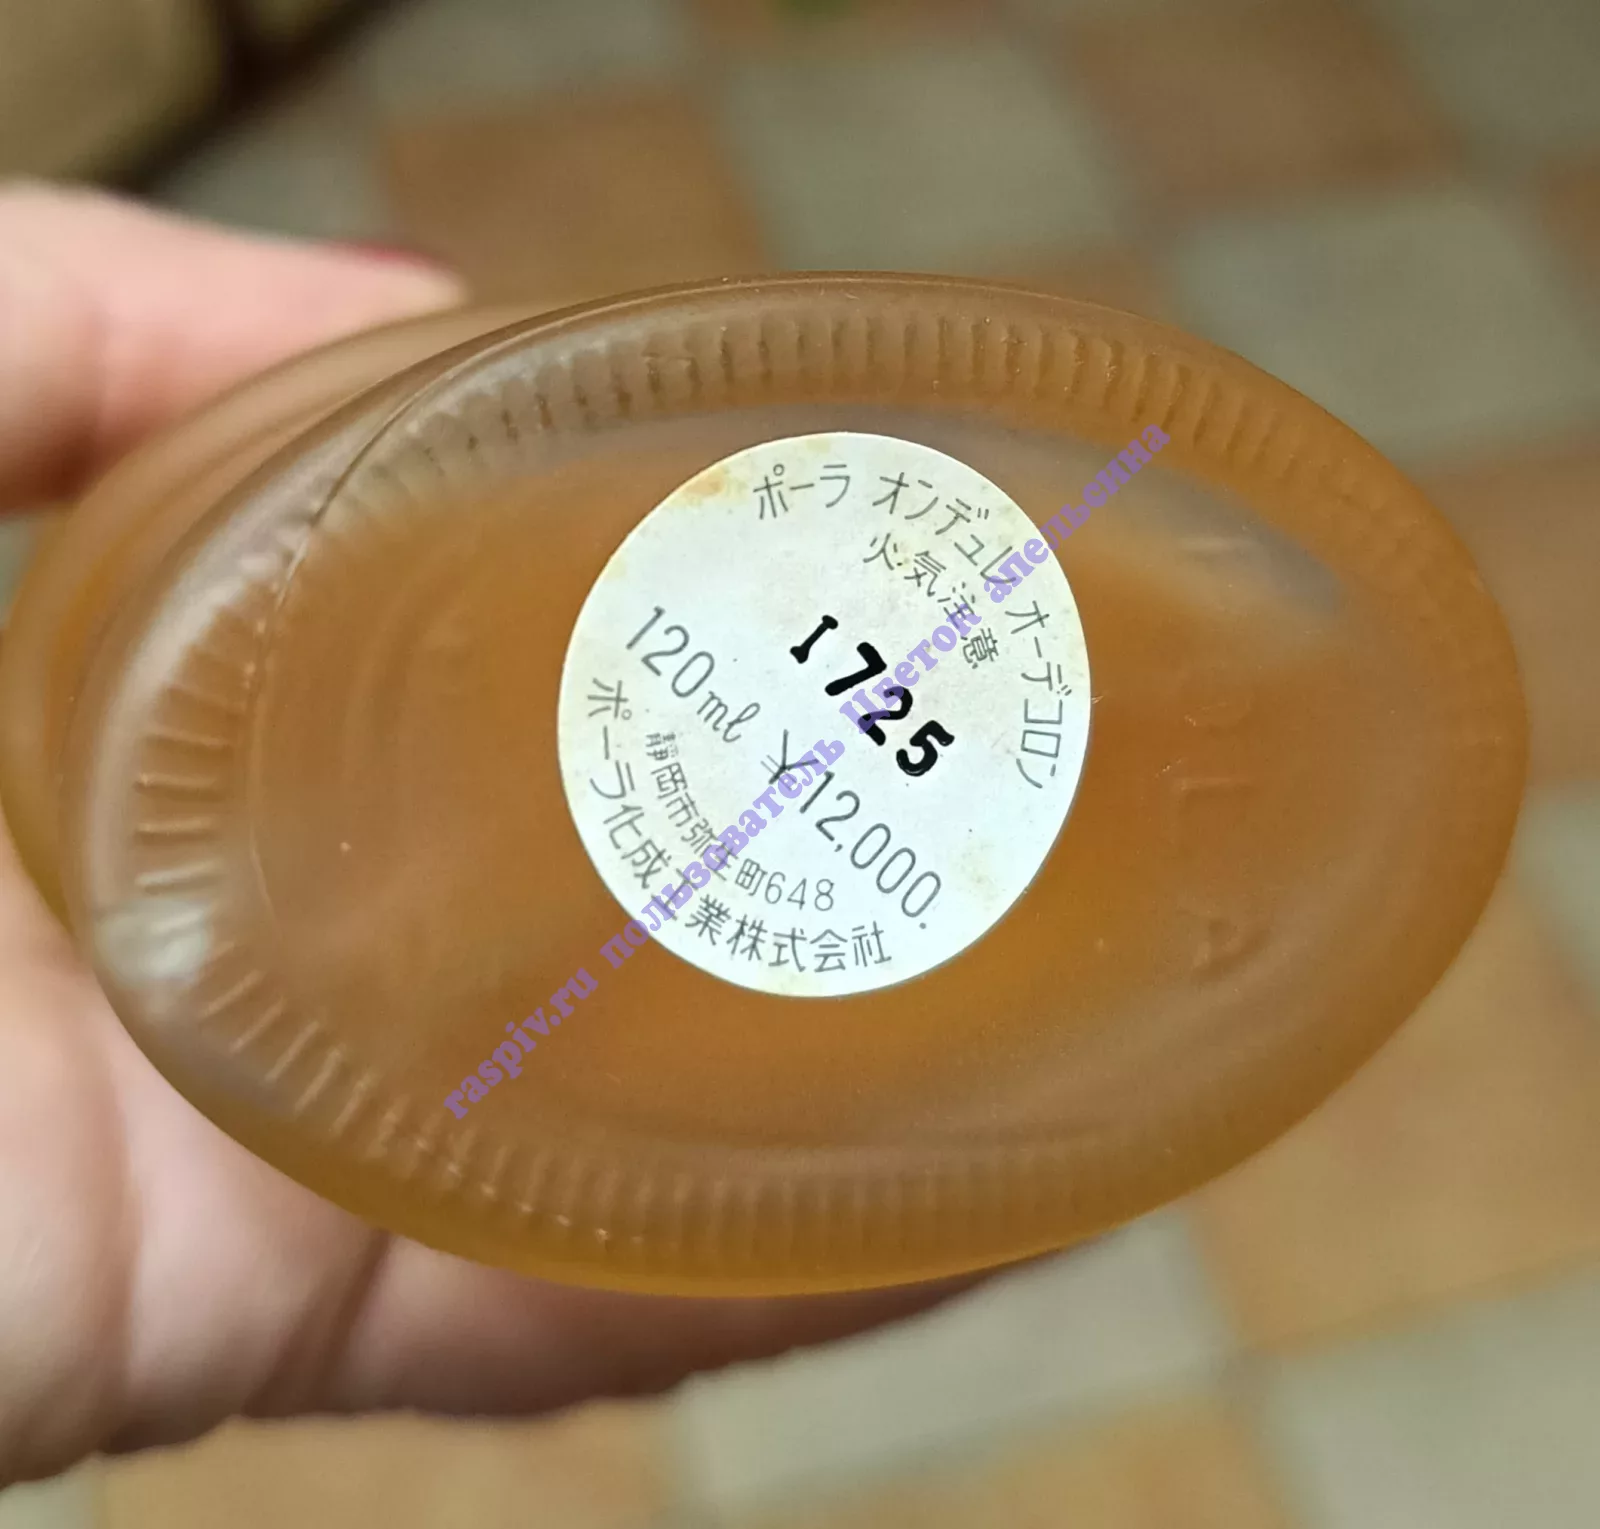 ポーラ オンデュレ オーデコロン
火気注意
I 725
120ml ￥12,000.
静岡市弥生町648
ポーラ化成工業株式会社
raspiv.ru пользователь Цветок апельсина